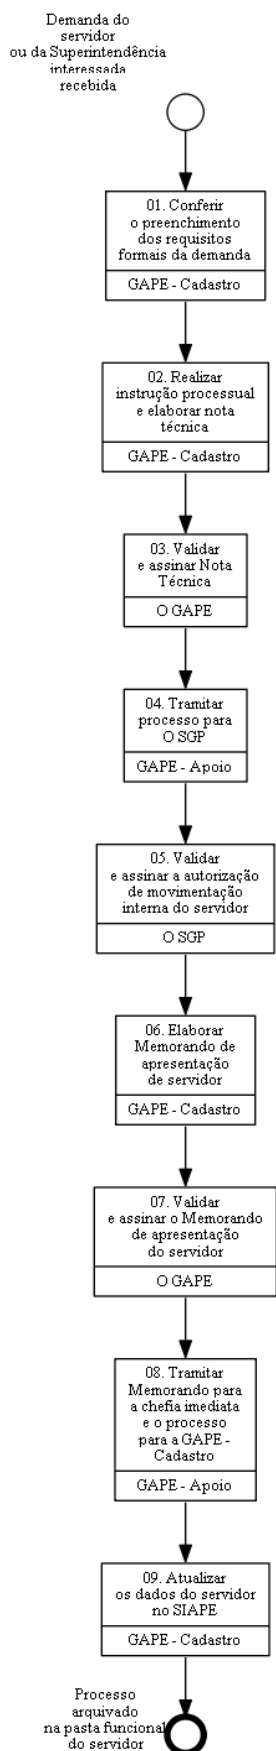 Demanda do
servidor
ou da Superintendência
interessada
recebida
01. Conferir
o preenchimento
dos requisitos
formais da demanda
GAPE - Cadastro
02. Realizar
instrução processual
e elaborar nota
técnica
GAPE - Cadastro
03. Validar
e assinar Nota
Técnica
O GAPE
04. Tramitar
processo para
O SGP
GAPE - Apoio
05. Validar
e assinar a autorização
de movimentação
interna do servidor
O SGP
06. Elaborar
Memorando de
apresentação
de servidor
GAPE - Cadastro
07. Validar
e assinar o Memorando
de apresentação
do servidor
O GAPE
08. Tramitar
Memorando para
a chefia imediata
e o processo
para a GAPE -
Cadastro
GAPE - Apoio
09. Atualizar
os dados do servidor
no SIAPE
GAPE - Cadastro
Processo
arquivado
na pasta funcional
do servidor